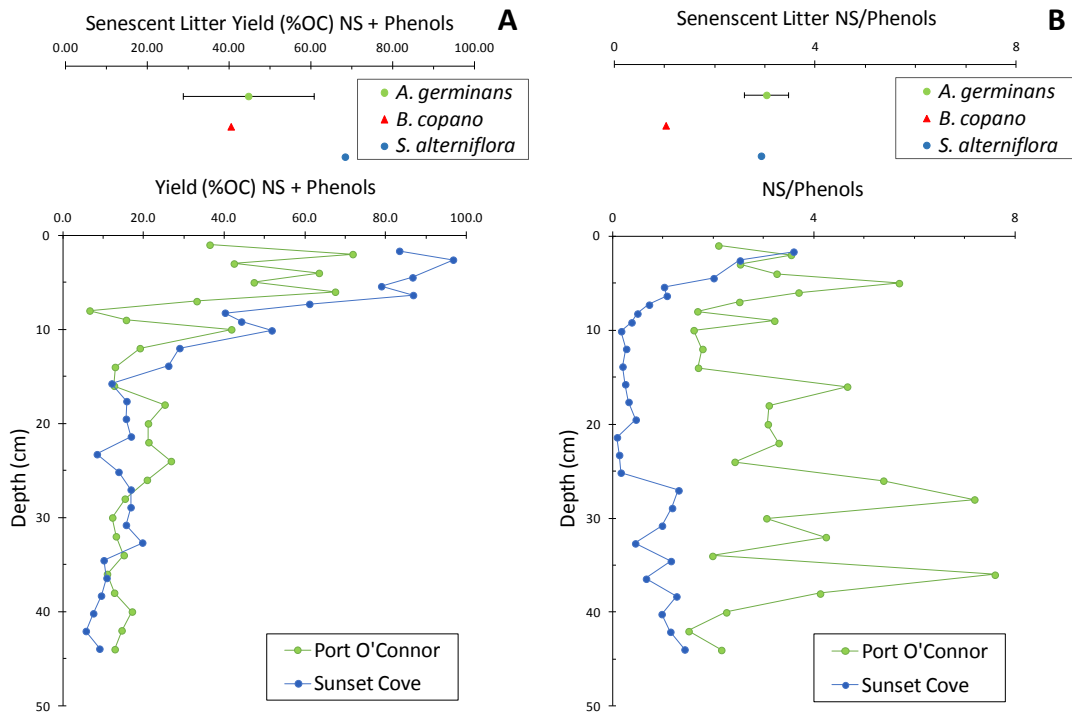 Senescent Litter Yield (%OC) NS + Phenols
A
0.00 20.00 40.00 60.00 80.00 100.00
A. germinans
B. copano
S. alterniflora
Yield (%OC) NS + Phenols
0.0 20.0 40.0 60.0 80.0 100.0
0
10
20
30
40
50
Depth (cm)
Port O'Connor
Sunset Cove
Senenscent Litter NS/Phenols
B
0 4 8
A. germinans
B. copano
S. alterniflora
NS/Phenols
0 4 8
0
10
20
30
40
50
Depth (cm)
Port O'Connor
Sunset Cove